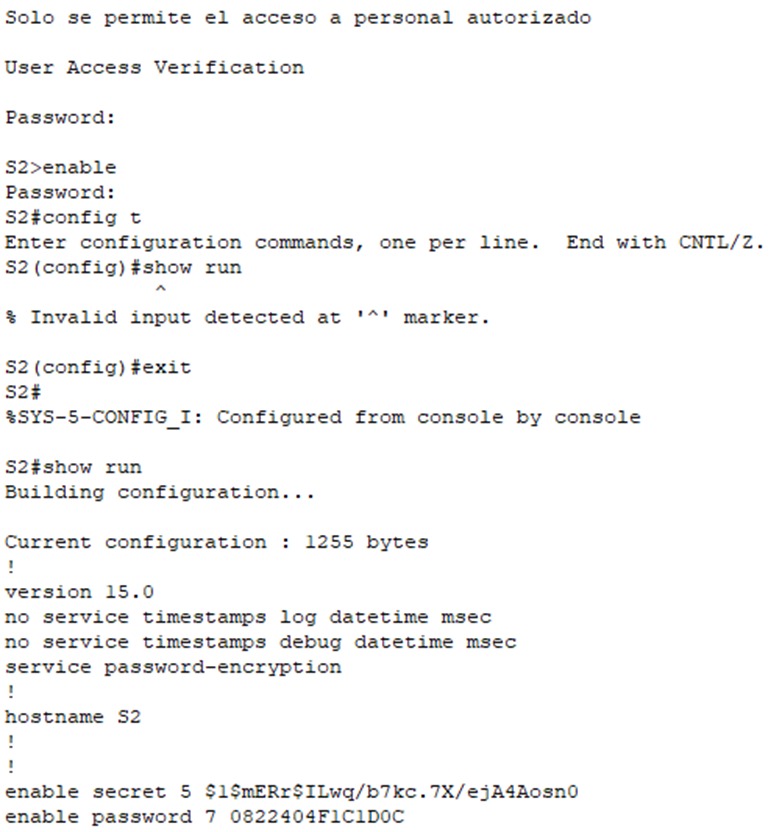 Solo se permite el acceso a personal autorizado
User Access Verification
Password:
S2>enable
Password:
S2#config t
Enter configuration commands, one per line.  End with CNTL/Z.
S2(config)#show run
^
% Invalid input detected at '^' marker.
S2(config)#exit
S2#
%SYS-5-CONFIG_I: Configured from console by console
S2#show run
Building configuration...
Current configuration : 1255 bytes
!
version 15.0
no service timestamps log datetime msec
no service timestamps debug datetime msec
service password-encryption
!
hostname S2
!
!
enable secret 5 $1$mERr$ILwq/b7kc.7X/ejA4Aosn0
enable password 7 0822404F1C1D0C